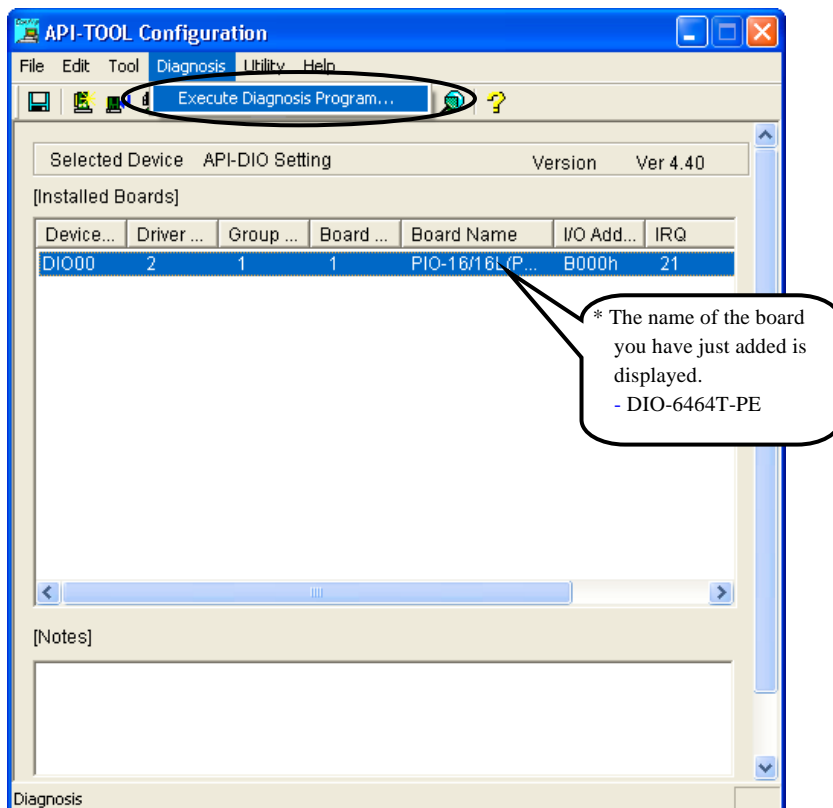 API-TOOL Configuration
File Edit Tool Diagnosis Utility Help
Execute Diagnosis Program...
Selected Device API-DIO Setting Version Ver 4.40
[Installed Boards]
Device... Driver ... Group ... Board ... Board Name I/O Add... IRQ
DIO00 2 1 1 PIO-16/16L(P... B000h 21
* The name of the board
you have just added is
displayed.
- DIO-6464T-PE
[Notes]
Diagnosis